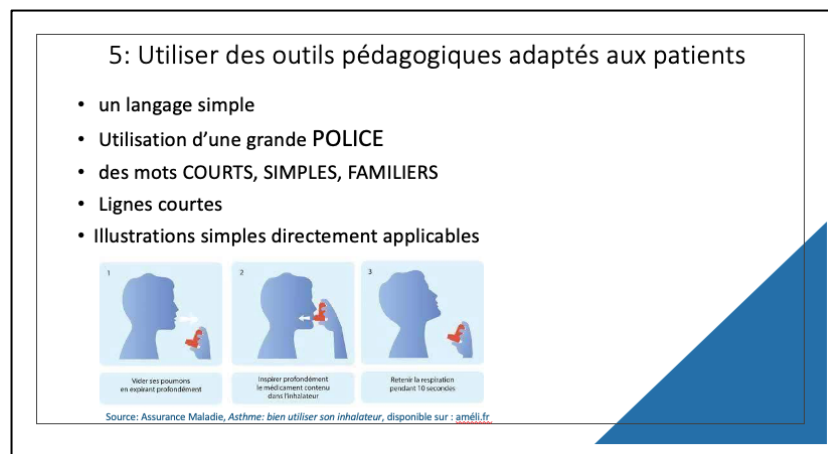 5: Utiliser des outils pédagogiques adaptés aux patients
• un langage simple
• Utilisation d’une grande POLICE
• des mots COURTS, SIMPLES, FAMILIERS
• Lignes courtes
• Illustrations simples directement applicables
1
2
3
Vider ses poumons
en expirant profondément
Inspirer profondément
le médicament contenu
dans l'inhalateur
Retenir la respiration
pendant 10 secondes
Source: Assurance Maladie, Asthme: bien utiliser son inhalateur, disponible sur : améli.fr